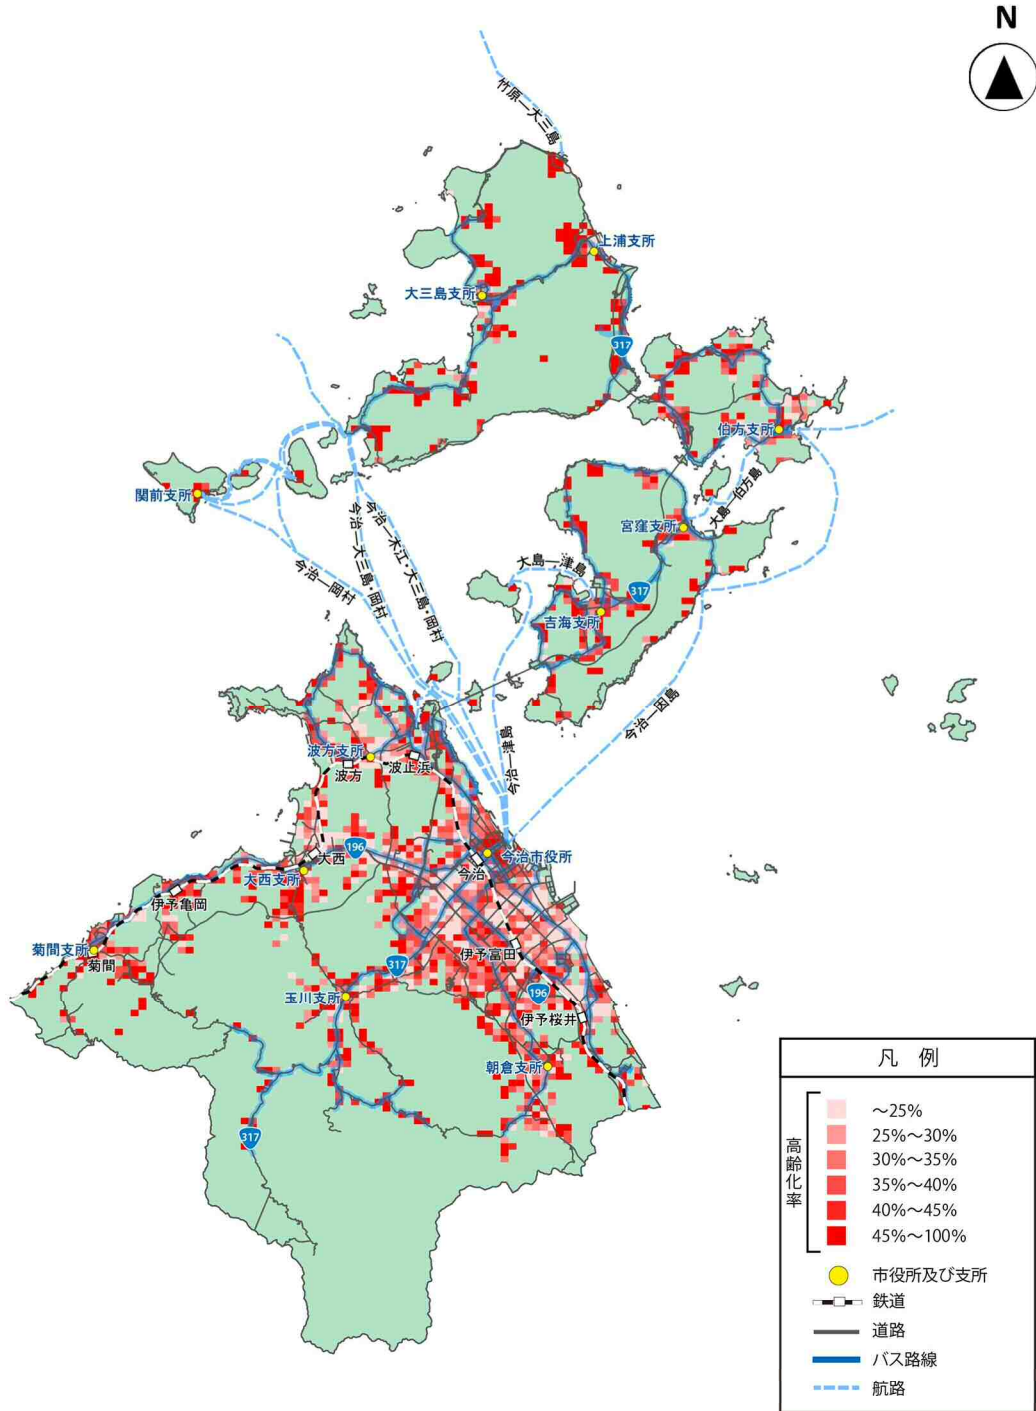 N
竹原―大三島
上浦支所
大三島支所
317
伯方支所
関前支所
大島―伯方島
宮窪支所
今治―木江・大三島・岡村
今治―大三島・岡村
今治―岡村
大島―津島
317
吉海支所
今治―因島
今治―津島
波方支所
波方
波止浜
196
大西
今治市役所
今治
大西支所
伊予亀岡
菊間支所
菊間
伊予富田
317
196
玉川支所
伊予桜井
朝倉支所
317
凡 例
高齢化率
～25%
25%～30%
30%～35%
35%～40%
40%～45%
45%～100%
市役所及び支所
鉄道
道路
バス路線
航路